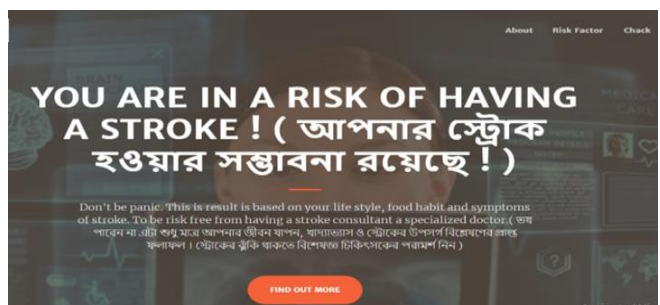 About Risk Factor Chack
YOU ARE IN A RISK OF HAVING
A STROKE ! ( আপনার স্ট্রোক
হওয়ার সম্ভাবনা রয়েছে ! )
Don't be panic. This result is based on your life style, food habit and symptoms
of stroke. To be risk free from having a stroke consultant a specialized doctor.( ভয়
পাবেন না এটা শুধু মাত্র আপনার জীবন যাপন, খাদ্যাভ্যাস ও স্ট্রোকের উপসর্গ বিশ্লেষণের প্রাপ্ত
ফলাফল । স্ট্রোকের ঝুঁকি থাকতে বিশেষজ্ঞ চিকিৎসকের পরামর্শ নিন )
FIND OUT MORE
BRAIN
MEDICAL
CARE